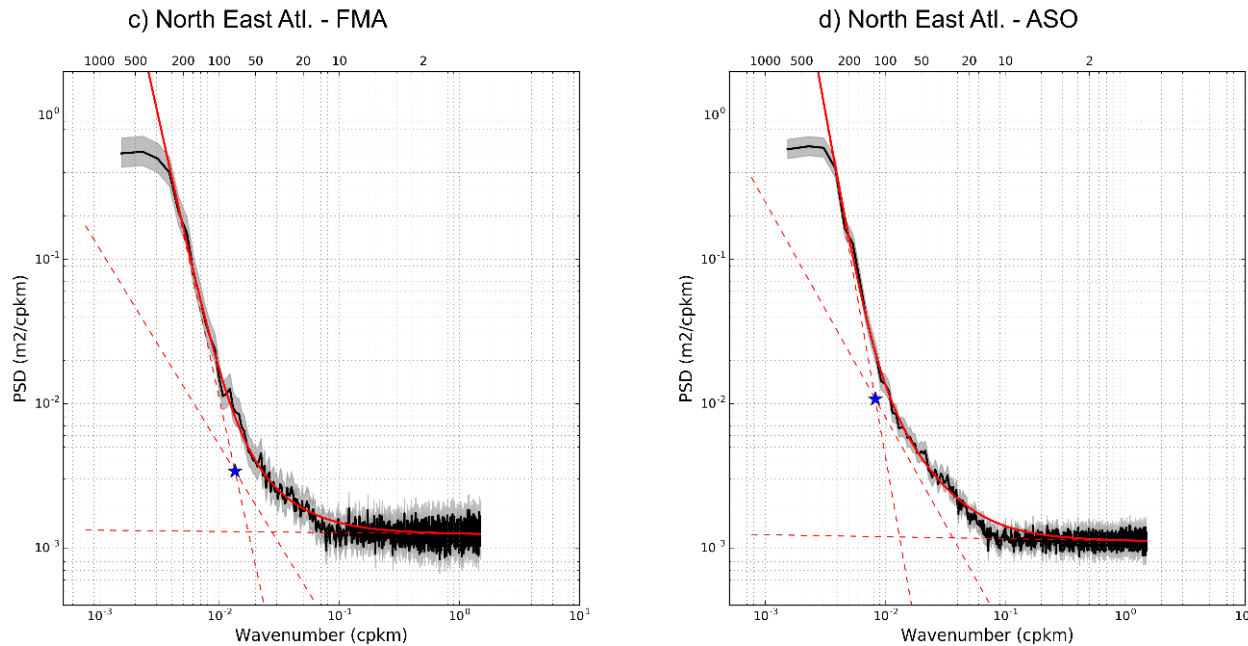 c) North East Atl. - FMA
1000 500 200 100 50 20 10 2
10^0
10^-1
10^-2
10^-3
PSD (m2/cpkm)
10^-3 10^-2 10^-1 10^0 10^1
Wavenumber (cpkm)
d) North East Atl. - ASO
1000 500 200 100 50 20 10 2
10^0
10^-1
10^-2
10^-3
PSD (m2/cpkm)
10^-3 10^-2 10^-1 10^0 10^1
Wavenumber (cpkm)